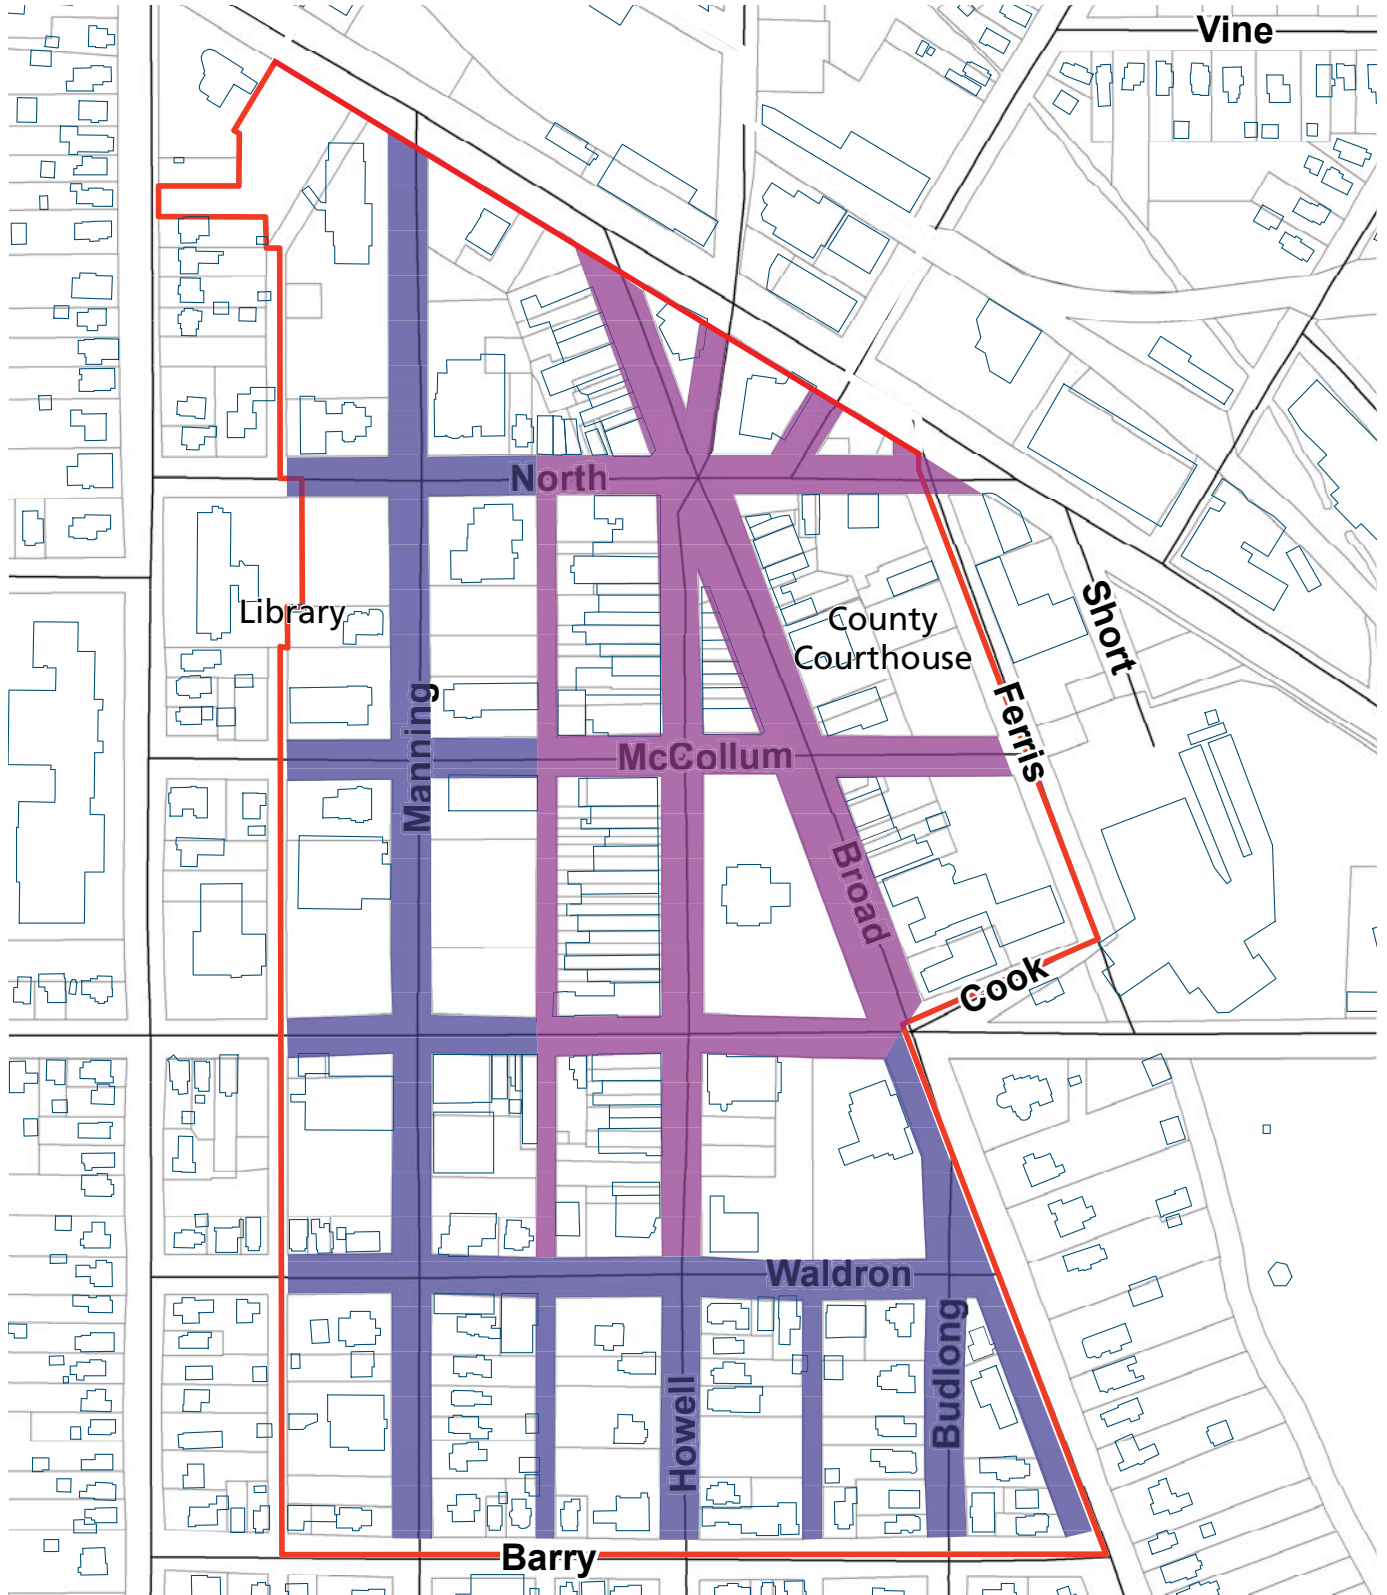 Vine
North
Short
Library
County
Courthouse
Manning
Ferris
McCollum
Broad
Cook
Waldron
Budlong
Howell
Barry